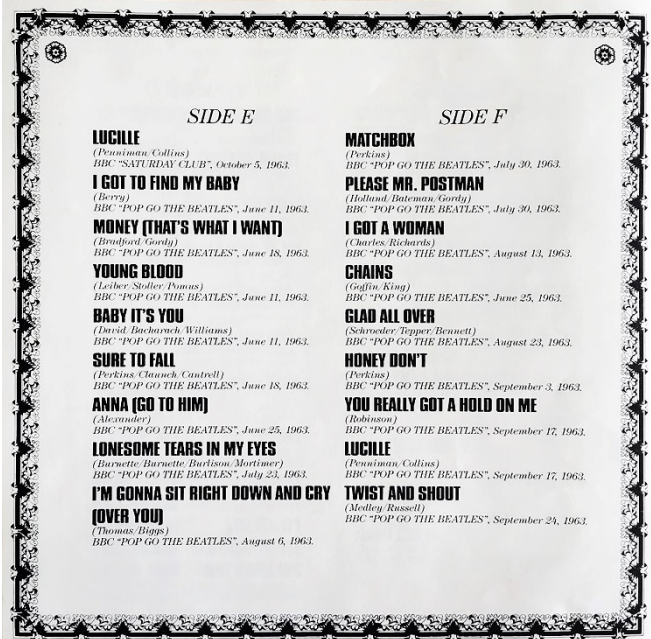 SIDE E
LUCILLE
(Penniman/Collins)
BBC "SATURDAY CLUB", October 5, 1963.
I GOT TO FIND MY BABY
(Berry)
BBC "POP GO THE BEATLES", June 11, 1963.
MONEY (THAT'S WHAT I WANT)
(Bradford/Gordy)
BBC "POP GO THE BEATLES", June 18, 1963.
YOUNG BLOOD
(Leiber/Stoller/Pomus)
BBC "POP GO THE BEATLES", June 11, 1963.
BABY IT'S YOU
(David/Bacharach/Williams)
BBC "POP GO THE BEATLES", June 11, 1963.
SURE TO FALL
(Perkins/Claunch/Cantrell)
BBC "POP GO THE BEATLES", June 18, 1963.
ANNA (GO TO HIM)
(Alexander)
BBC "POP GO THE BEATLES", June 25, 1963.
LONESOME TEARS IN MY EYES
(Burnette/Burnette/Burlison/Mortimer)
BBC "POP GO THE BEATLES", July 23, 1963.
I'M GONNA SIT RIGHT DOWN AND CRY
(OVER YOU)
(Thomas/Biggs)
BBC "POP GO THE BEATLES", August 6, 1963.
SIDE F
MATCHBOX
(Perkins)
BBC "POP GO THE BEATLES", July 30, 1963.
PLEASE MR. POSTMAN
(Holland/Bateman/Gordy)
BBC "POP GO THE BEATLES", July 30, 1963.
I GOT A WOMAN
(Charles/Richards)
BBC "POP GO THE BEATLES", August 13, 1963.
CHAINS
(Goffin/King)
BBC "POP GO THE BEATLES", June 25, 1963.
GLAD ALL OVER
(Schroeder/Tepper/Bennett)
BBC "POP GO THE BEATLES", August 23, 1963.
HONEY DON'T
(Perkins)
BBC "POP GO THE BEATLES", September 3, 1963.
YOU REALLY GOT A HOLD ON ME
(Robinson)
BBC "POP GO THE BEATLES", September 17, 1963.
LUCILLE
(Penniman/Collins)
BBC "POP GO THE BEATLES", September 17, 1963.
TWIST AND SHOUT
(Medley/Russell)
BBC "POP GO THE BEATLES", September 24, 1963.